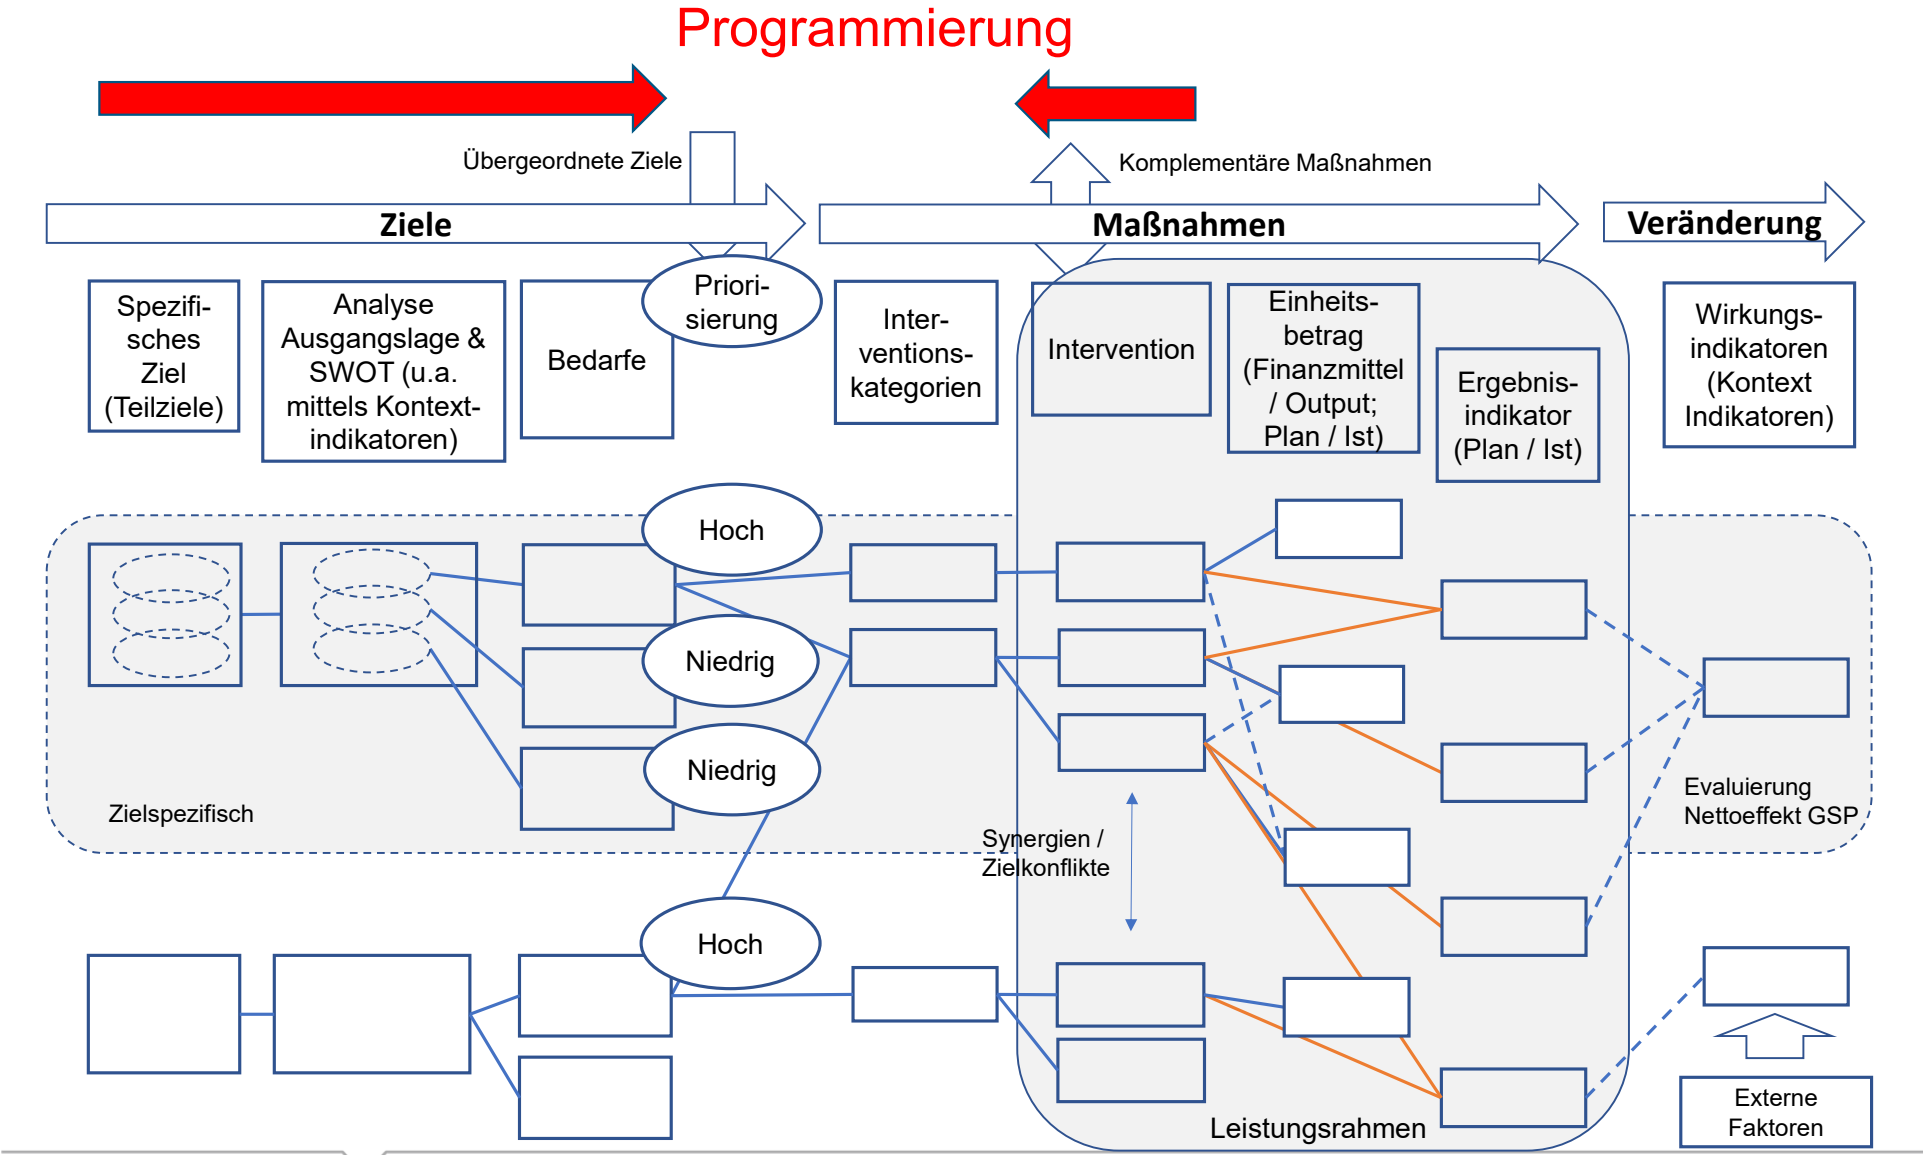 Programmierung
Übergeordnete Ziele
Komplementäre Maßnahmen
Ziele
Maßnahmen
Veränderung
Spezifi-
sches
Ziel
(Teilziele)
Analyse
Ausgangslage &
SWOT (u.a.
mittels Kontext-
indikatoren)
Bedarfe
Priori-
sierung
Inter-
ventions-
kategorien
Intervention
Einheits-
betrag
(Finanzmittel
/ Output;
Plan / Ist)
Ergebnis-
indikator
(Plan / Ist)
Wirkungs-
indikatoren
(Kontext
Indikatoren)
Hoch
Niedrig
Niedrig
Zielspezifisch
Synergien /
Zielkonflikte
Evaluierung
Nettoeffekt GSP
Hoch
Leistungsrahmen
Externe
Faktoren